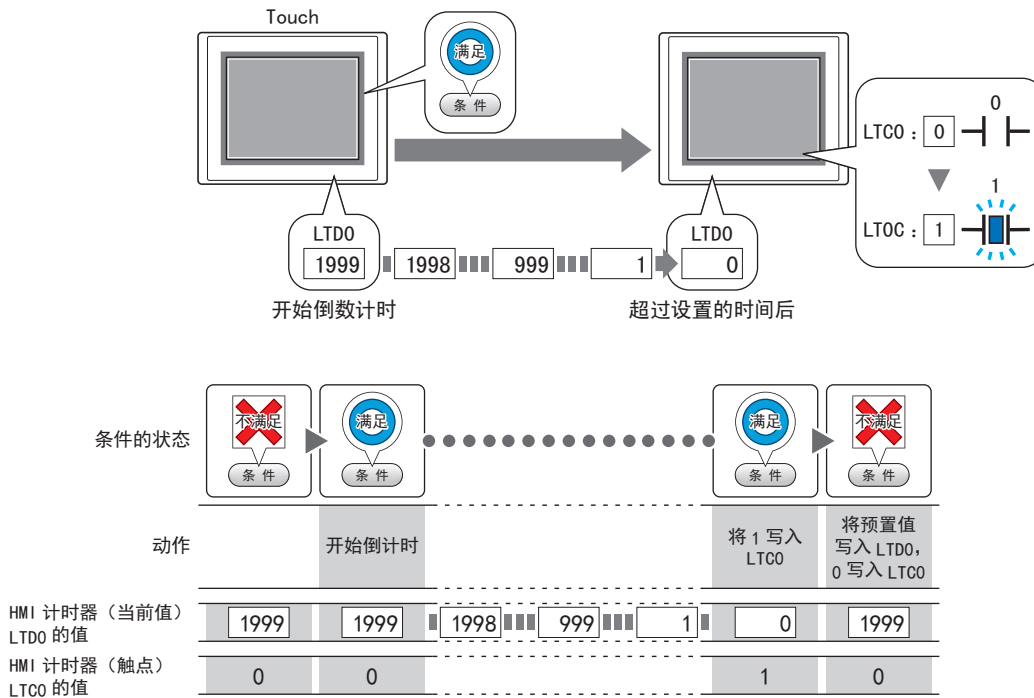 Touch
满足
条件
0
LTC0：0
1
LTOC：1
LTD0
LTD0
1999 1998 999 1 0
开始倒数计时
超过设置的时间后
条件的状态
不满足
条件
满足
条件
满足
条件
不满足
条件
动作
开始倒计时
将 1 写入
LTC0
将预置值
写入 LTD0，
0 写入 LTC0
HMI 计时器（当前值）
LTD0 的值
1999 1999 1998 999 1 0 1999
HMI 计时器（触点）
LTC0 的值
0 0 1 0